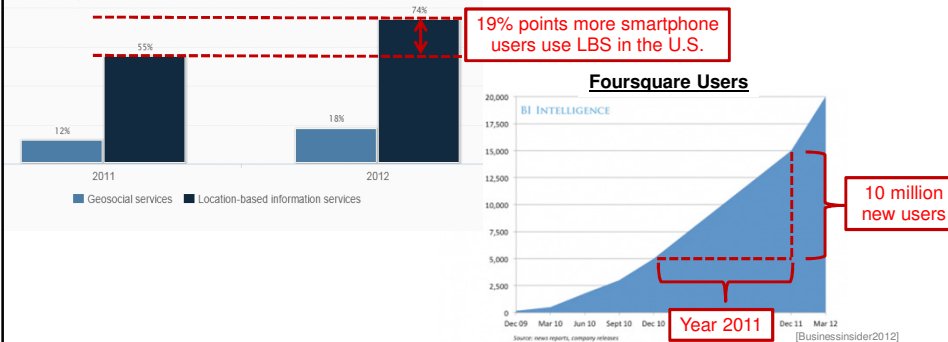 74%
19% points more smartphone
users use LBS in the U.S.
55%
18%
12%
2011
2012
Geosocial services
Location-based information services
Foursquare Users
BI INTELLIGENCE
20,000
17,500
15,000
12,500
10,000
7,500
5,000
2,500
0
10 million
new users
Dec 09
Mar 10
Jun 10
Sept 10
Dec 10
Year 2011
Dec 11
Mar 12
Source: news reports, company releases
[Businessinsider2012]